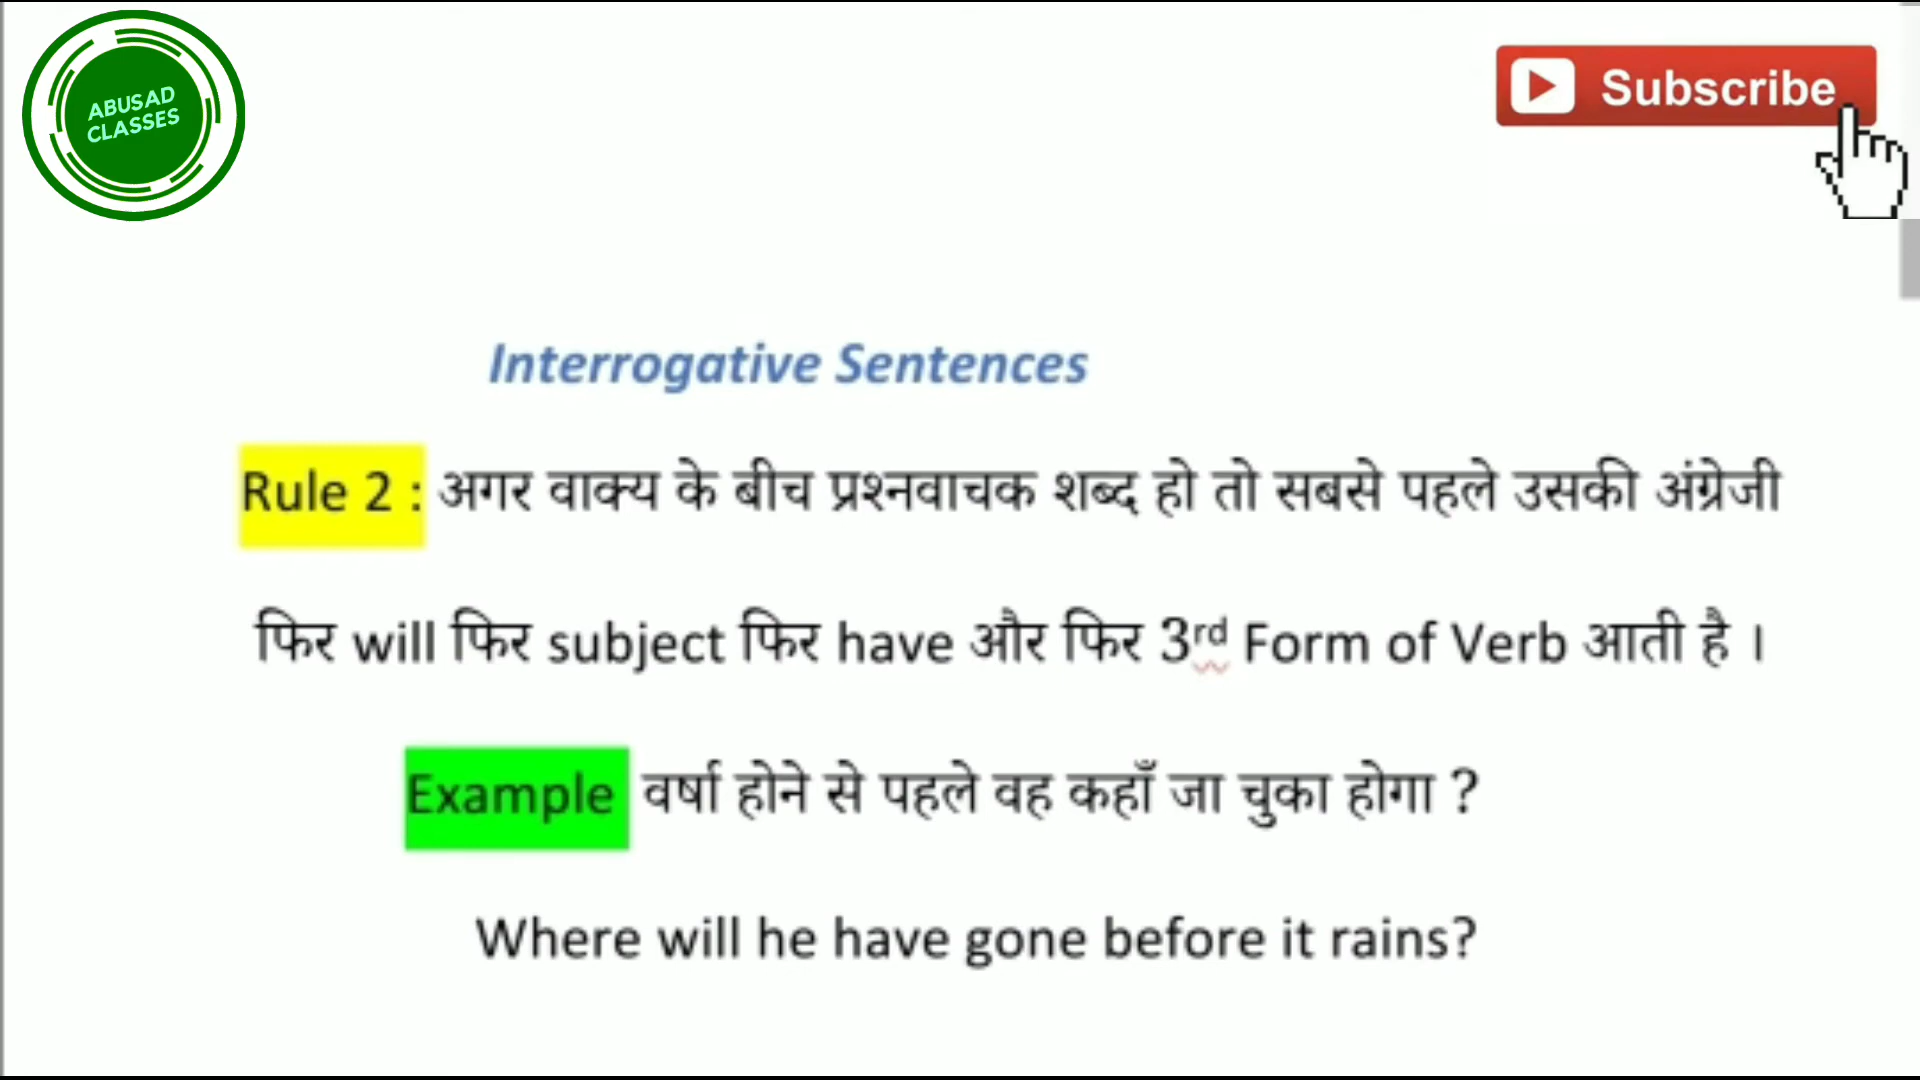 ABUSAD
CLASSES
Subscribe
Interrogative Sentences
Rule 2 : अगर वाक्य के बीच प्रश्नवाचक शब्द हो तो सबसे पहले उसकी अंग्रेजी
फिर will फिर subject फिर have और फिर 3rd Form of Verb आती है ।
Example वर्षा होने से पहले वह कहाँ जा चुका होगा ?
Where will he have gone before it rains?